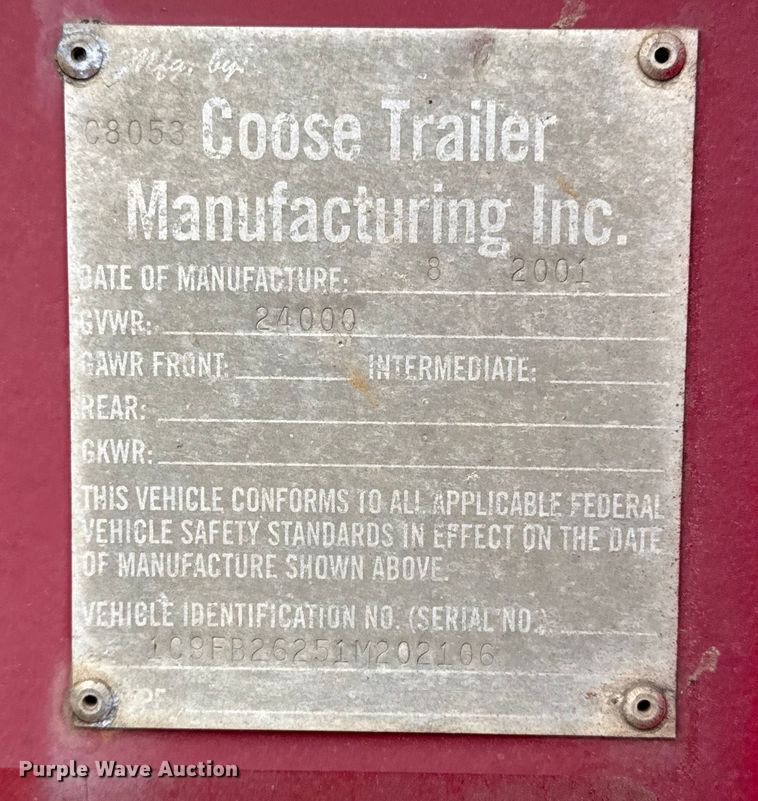 Mfg. by:
C8053 Coose Trailer
Manufacturing Inc.
DATE OF MANUFACTURE: 8 2001
GVWR: 24000
GAWR FRONT: INTERMEDIATE:
REAR:
GKWR:
THIS VEHICLE CONFORMS TO ALL APPLICABLE FEDERAL
VEHICLE SAFETY STANDARDS IN EFFECT ON THE DATE
OF MANUFACTURE SHOWN ABOVE.
VEHICLE IDENTIFICATION NO. (SERIAL NO.)
1C9FB26251M202106
Purple Wave Auction